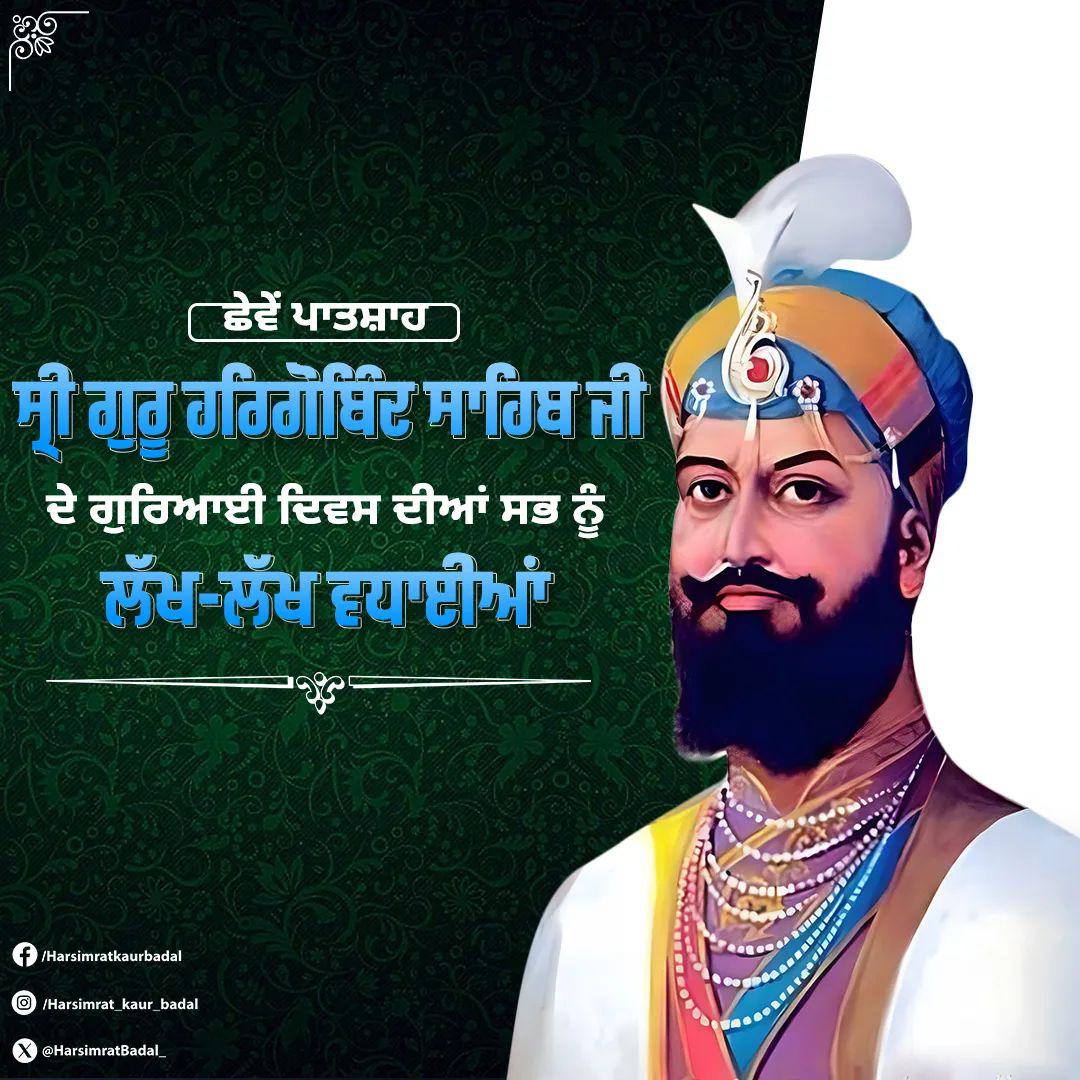 ਛੇਵੇਂ ਪਾਤਸ਼ਾਹ
ਸ੍ਰੀ ਗੁਰੂ ਹਰਿਗੋਬਿੰਦ ਸਾਹਿਬ ਜੀ
ਦੇ ਗੁਰਿਆਈ ਦਿਵਸ ਦੀਆਂ ਸਭ ਨੂੰ
ਲੱਖ-ਲੱਖ ਵਧਾਈਆਂ
/Harsimratkaurbadal
/Harsimrat_kaur_badal
@HarsimratBadal_